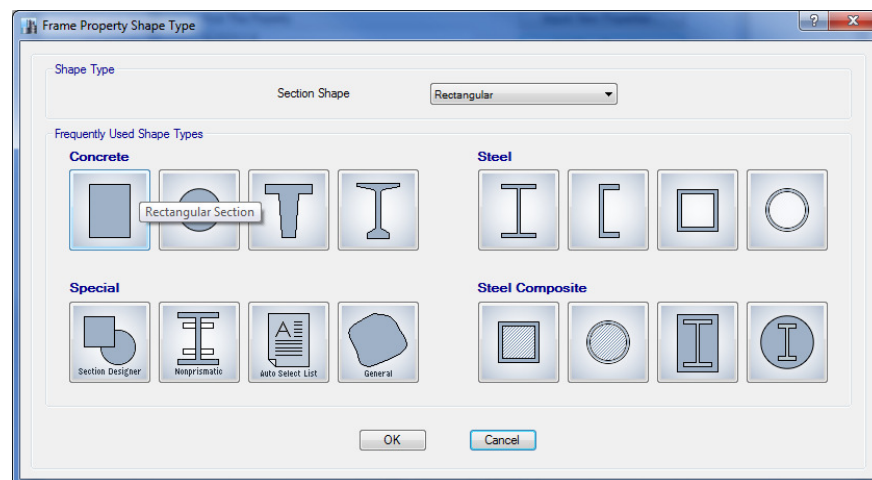 Frame Property Shape Type
Shape Type
Section Shape
Rectangular
Frequently Used Shape Types
Concrete
Steel
Rectangular Section
Special
Steel Composite
Section Designer
Nonprismatic
A
Auto Select List
General
OK
Cancel